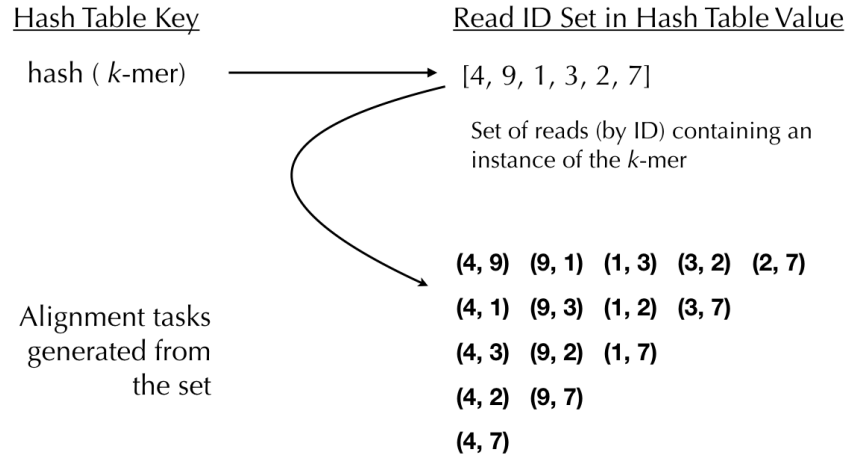 Hash Table Key
Read ID Set in Hash Table Value
hash ( k-mer)
[4, 9, 1, 3, 2, 7]
Set of reads (by ID) containing an
instance of the k-mer
Alignment tasks
generated from
the set
(4, 9) (9, 1) (1, 3) (3, 2) (2, 7)
(4, 1) (9, 3) (1, 2) (3, 7)
(4, 3) (9, 2) (1, 7)
(4, 2) (9, 7)
(4, 7)